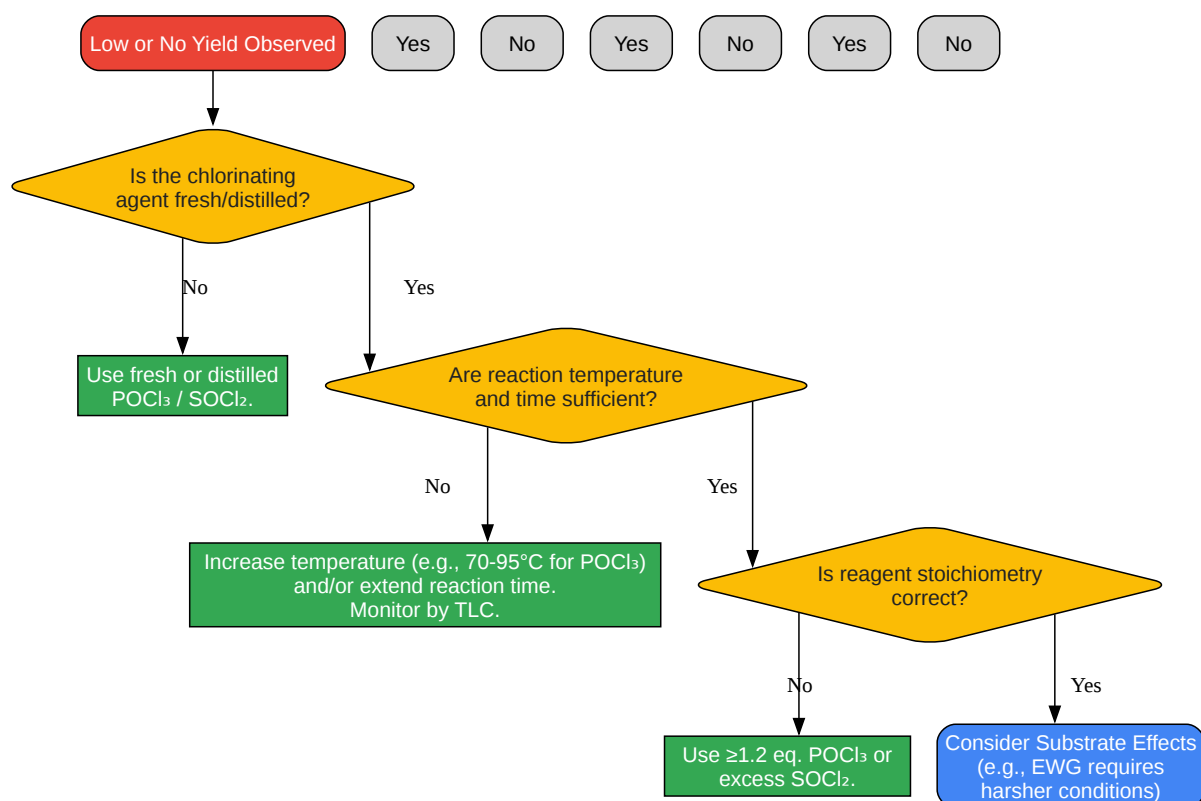 Low or No Yield Observed
Yes
No
Yes
No
Yes
No
Is the chlorinating
agent fresh/distilled?
No
Yes
Use fresh or distilled
POCl₃ / SOCl₂.
Are reaction temperature
and time sufficient?
No
Yes
Increase temperature (e.g., 70-95°C for POCl₃)
and/or extend reaction time.
Monitor by TLC.
Is reagent stoichiometry
correct?
No
Yes
Use ≥1.2 eq. POCl₃ or
excess SOCl₂.
Consider Substrate Effects
(e.g., EWG requires
harsher conditions)